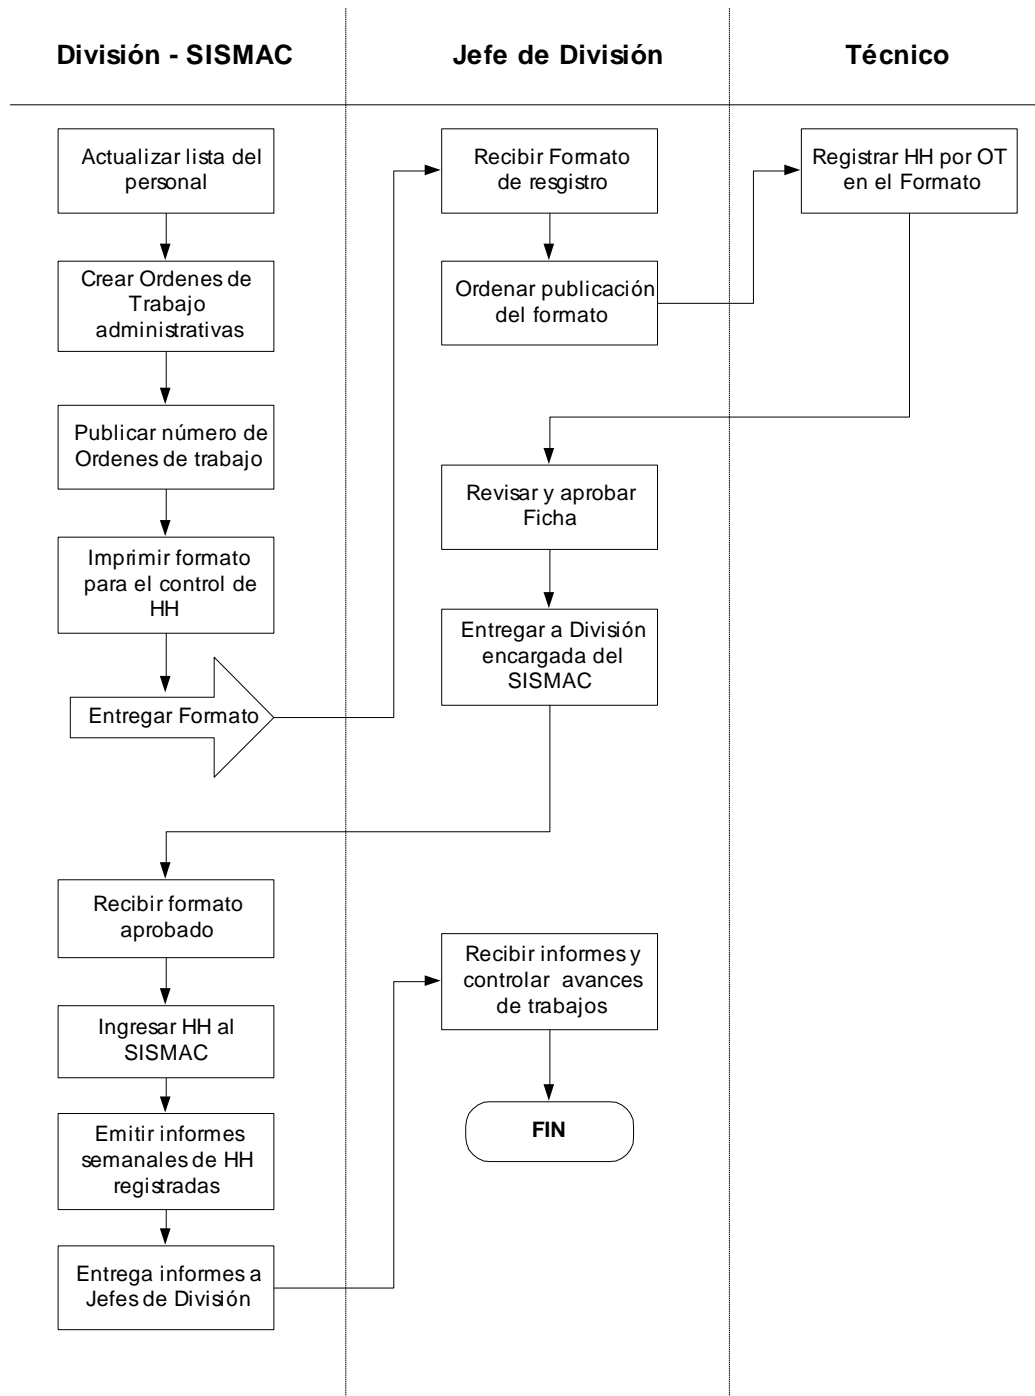 División - SISMAC
Jefe de División
Técnico
Actualizar lista del
personal
Crear Ordenes de
Trabajo
administrativas
Publicar número de
Ordenes de trabajo
Imprimir formato
para el control de
HH
Entregar Formato
Recibir Formato
de resgistro
Ordenar publicación
del formato
Registrar HH por OT
en el Formato
Revisar y aprobar
Ficha
Entregar a División
encargada del
SISMAC
Recibir formato
aprobado
Ingresar HH al
SISMAC
Emitir informes
semanales de HH
registradas
Entrega informes a
Jefes de División
Recibir informes y
controlar avances
de trabajos
FIN